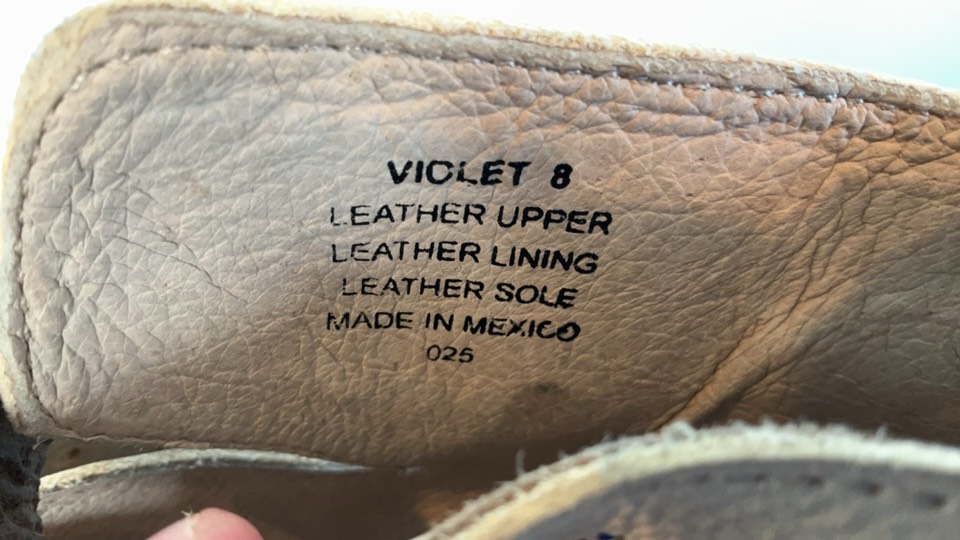 VIOLET 8
LEATHER UPPER
LEATHER LINING
LEATHER SOLE
MADE IN MEXICO
025